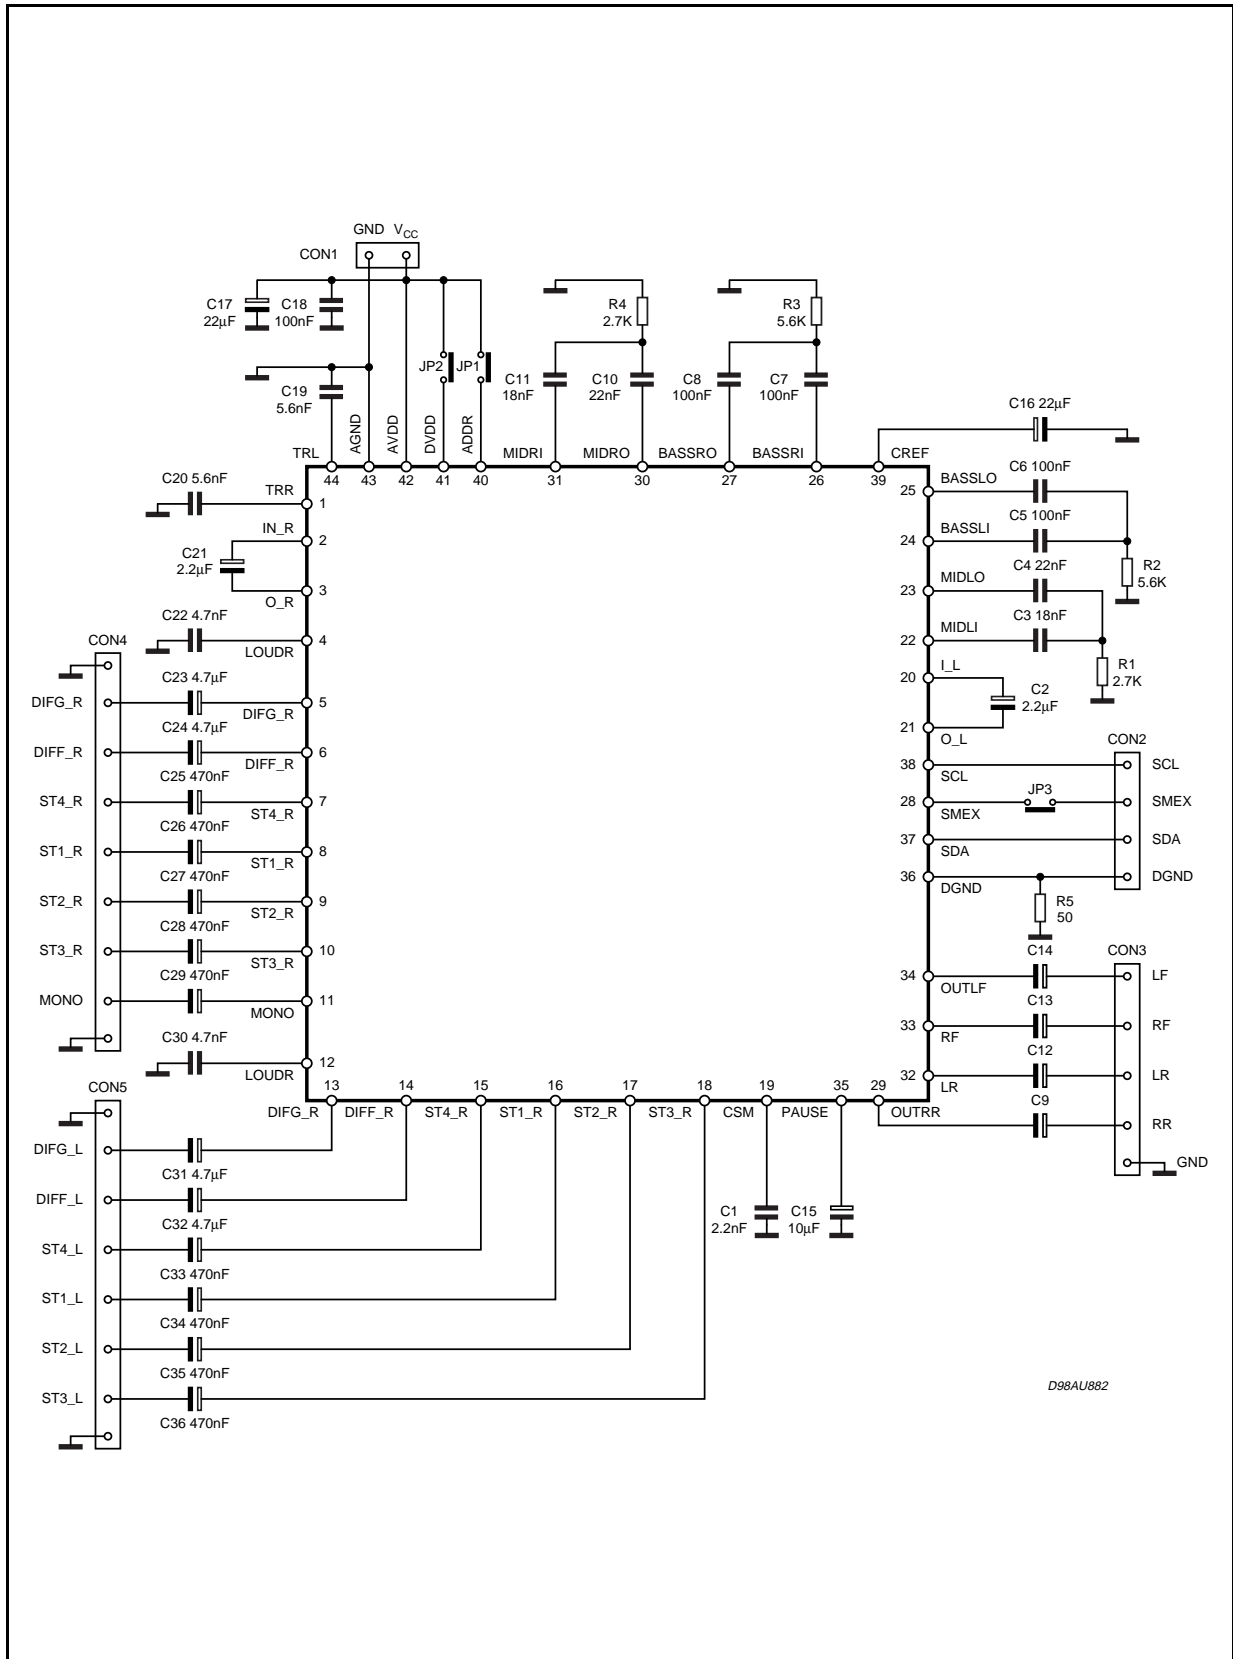 GND VCC
CON1
C17
22µF
C18
100nF
R4
2.7K
R3
5.6K
JP2
JP1
C19
5.6nF
C11
18nF
C10
22nF
C8
100nF
C7
100nF
C16 22µF
TRL
AGND
AVDD
DVDD
ADDR
MIDRI
MIDRO
BASSRO
BASSRI
CREF
44 43 42 41 40 31 30 27 26 39
C20 5.6nF
TRR
1
IN_R
2
C21
2.2µF
3
O_R
C22 4.7nF
4
LOUDR
CON4
C23 4.7µF
DIFG_R
5
DIFG_R
C24 4.7µF
DIFF_R
6
DIFF_R
C25 470nF
ST4_R
7
ST4_R
C26 470nF
ST1_R
8
ST1_R
C27 470nF
ST2_R
9
ST2_R
C28 470nF
ST3_R
10
ST3_R
C29 470nF
MONO
11
MONO
C30 4.7nF
12
LOUDR
C6 100nF
25
BASSLO
C5 100nF
24
BASSLI
R2
5.6K
C4 22nF
23
MIDLO
C3 18nF
22
MIDLI
R1
2.7K
20
I_L
C2
2.2µF
21
O_L
CON2
38
SCL
SCL
JP3
28
SMEX
SMEX
37
SDA
SDA
36
DGND
DGND
R5
50
C14
CON3
34
OUTLF
LF
C13
33
RF
RF
C12
32
LR
LR
C9
RR
GND
13 14 15 16 17 18 19 35 29
DIFG_R DIFF_R ST4_R ST1_R ST2_R ST3_R CSM PAUSE OUTRR
CON5
DIFG_L
C31 4.7µF
DIFF_L
C32 4.7µF
ST4_L
C33 470nF
ST1_L
C34 470nF
ST2_L
C35 470nF
ST3_L
C36 470nF
C1
2.2nF
C15
10µF
D98AU882